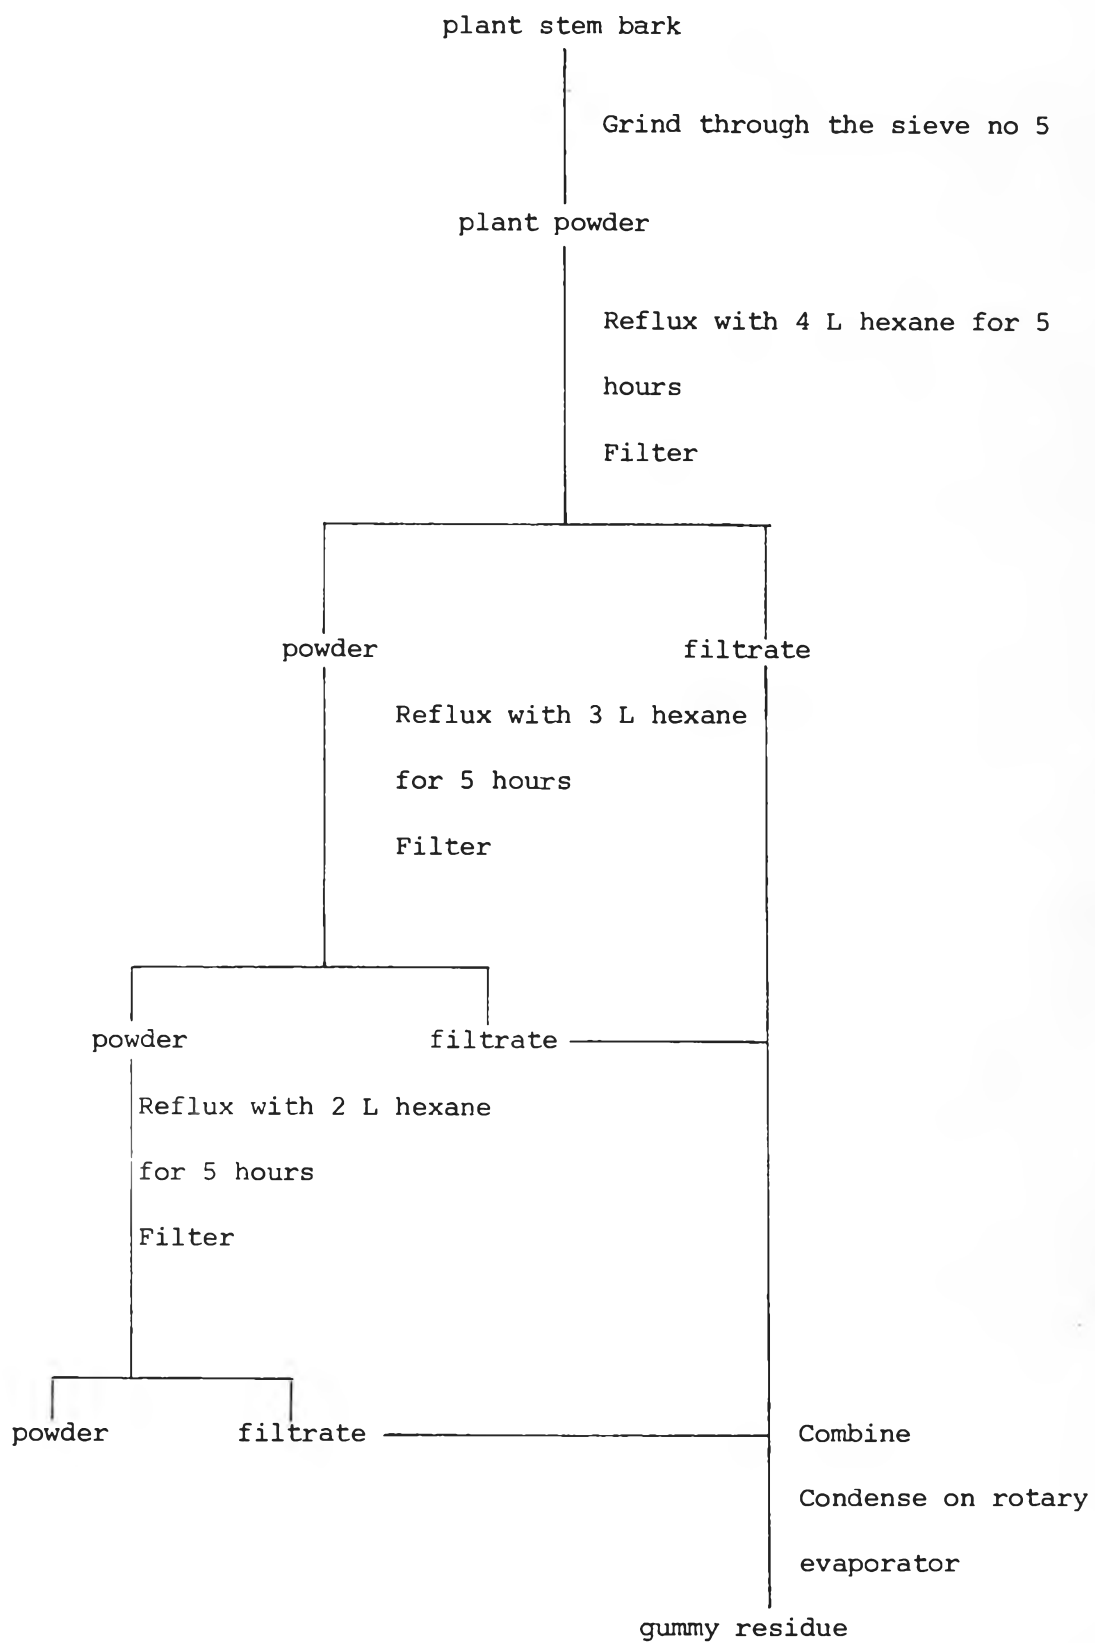 plant stem bark
Grind through the sieve no 5
plant powder
Reflux with 4 L hexane for 5
hours
Filter
powder
filtrate
Reflux with 3 L hexane
for 5 hours
Filter
powder
filtrate
Reflux with 2 L hexane
for 5 hours
Filter
powder
filtrate
Combine
Condense on rotary
evaporator
gummy residue